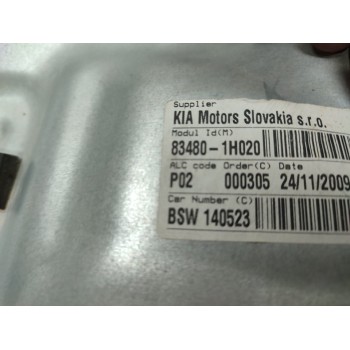 Supplier
KIA Motors Slovakia s.r.o.
Modul Id(M)
83480-1H020
ALC code Order(C) Date
P02 000305 24/11/2009
Car Number (C)
BSW 140523